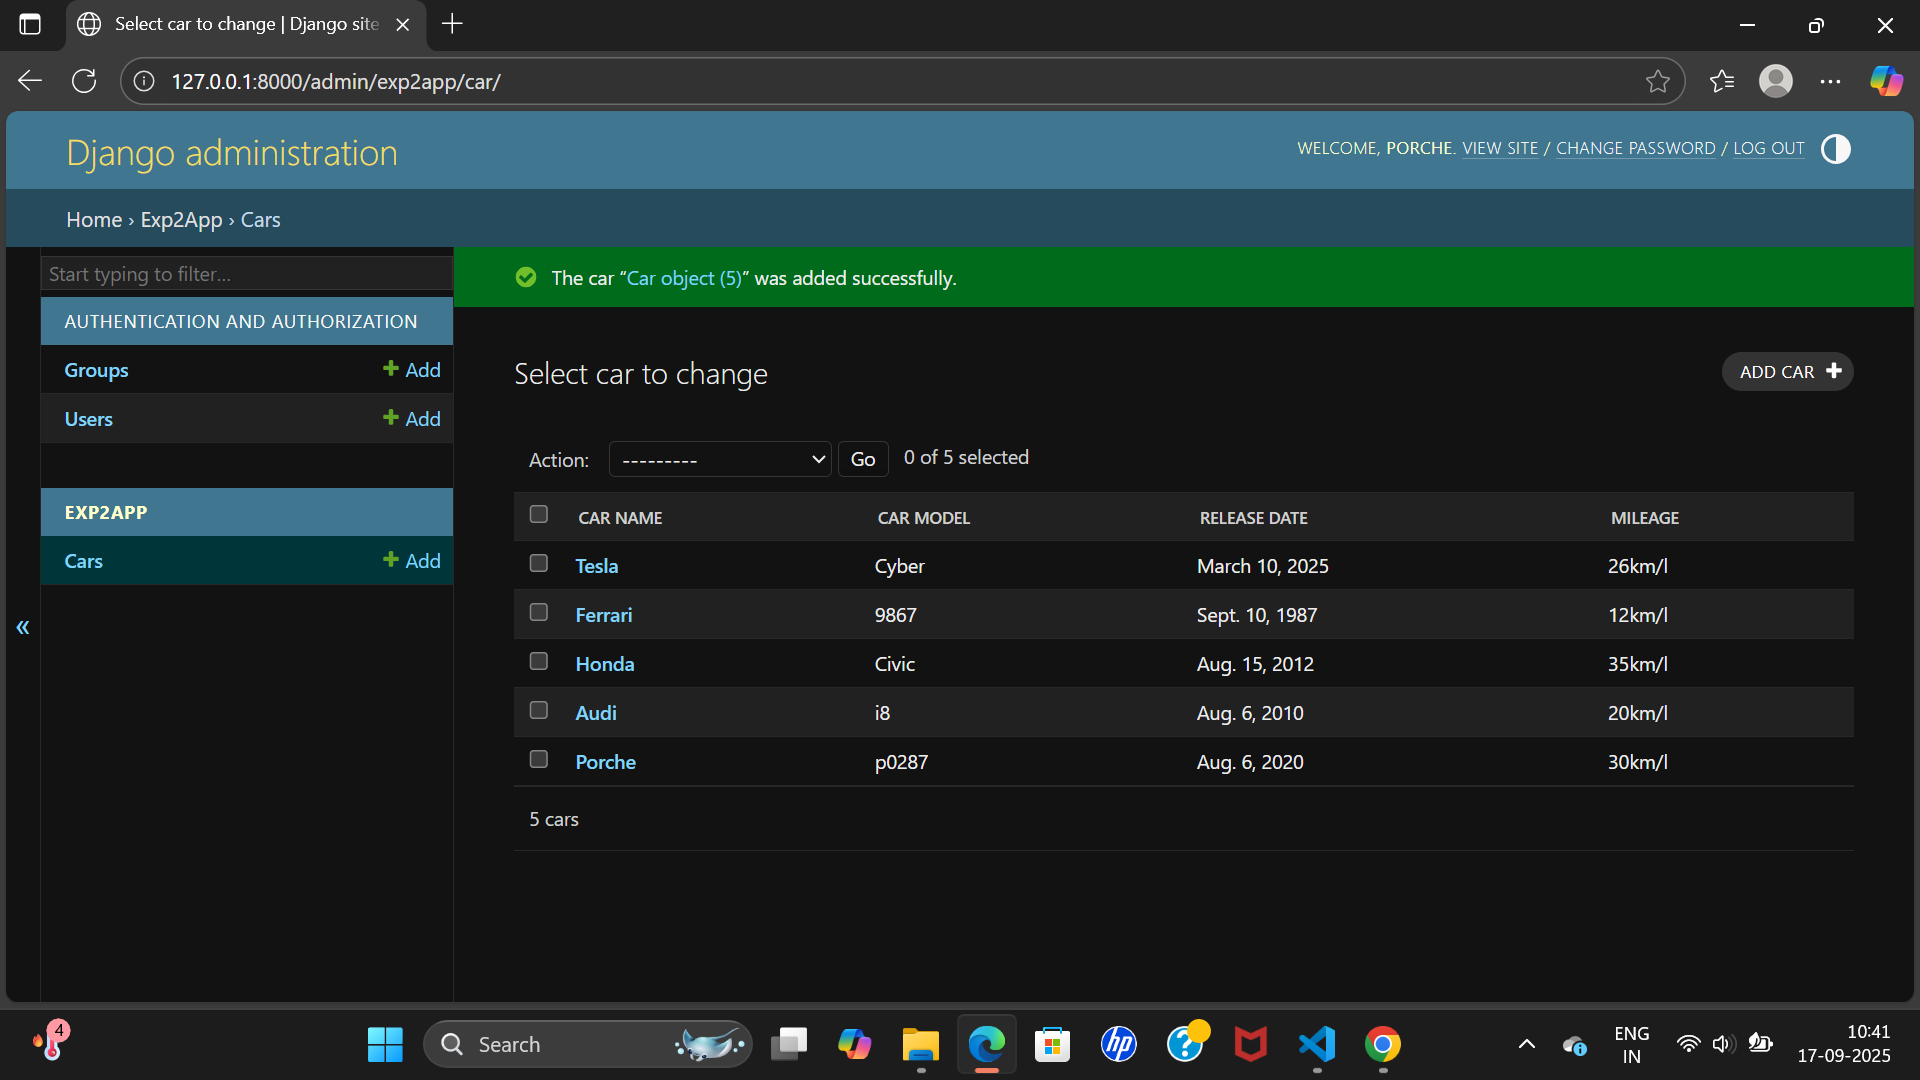 Select car to change | Django site
127.0.0.1:8000/admin/exp2app/car/
Django administration
WELCOME, PORCHE. VIEW SITE / CHANGE PASSWORD / LOG OUT
Home › Exp2App › Cars
Start typing to filter...
AUTHENTICATION AND AUTHORIZATION
Groups + Add
Users + Add
EXP2APP
Cars + Add
«
The car “Car object (5)” was added successfully.
Select car to change
ADD CAR +
Action: --------- Go 0 of 5 selected
CAR NAME CAR MODEL RELEASE DATE MILEAGE
Tesla Cyber March 10, 2025 26km/l
Ferrari 9867 Sept. 10, 1987 12km/l
Honda Civic Aug. 15, 2012 35km/l
Audi i8 Aug. 6, 2010 20km/l
Porche p0287 Aug. 6, 2020 30km/l
5 cars
4
Search
hp
?
ENG
IN
10:41
17-09-2025